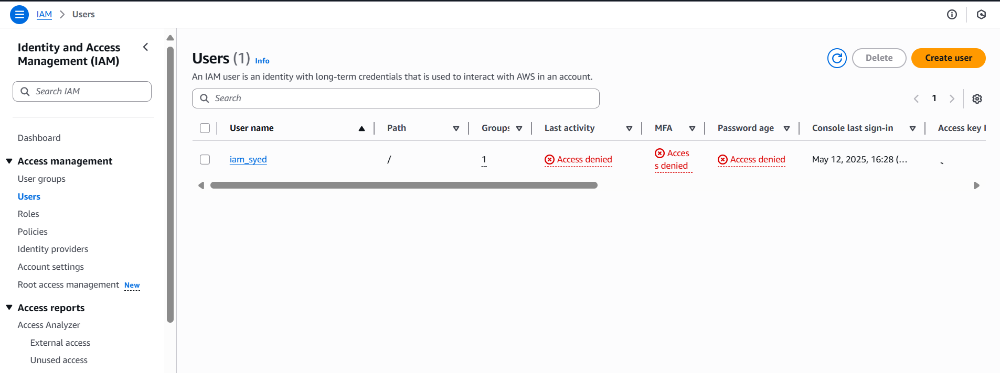 IAM > Users
Identity and Access
Management (IAM)
Search IAM
Dashboard
Access management
User groups
Users
Roles
Policies
Identity providers
Account settings
Root access management New
Access reports
Access Analyzer
External access
Unused access
Users (1) Info
Delete
Create user
An IAM user is an identity with long-term credentials that is used to interact with AWS in an account.
Search
1
User name Path Groups Last activity MFA Password age Console last sign-in Access key
iam_syed / 1 Access denied Acces
s denied Access denied May 12, 2025, 16:28 (...